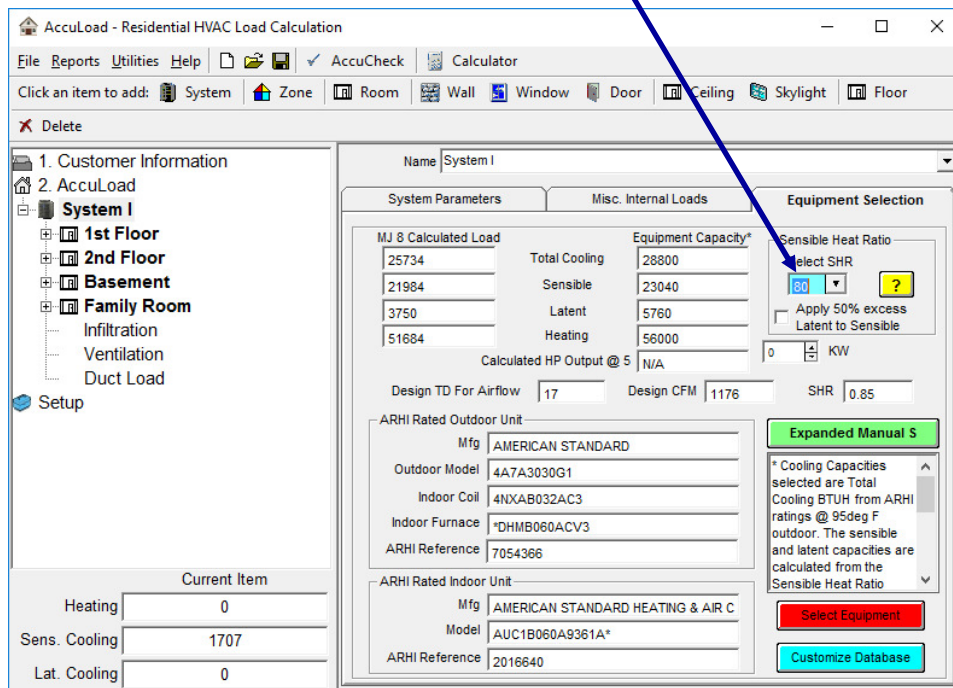 AccuLoad - Residential HVAC Load Calculation
File Reports Utilities Help AccuCheck Calculator
Click an item to add: System Zone Room Wall Window Door Ceiling Skylight Floor
Delete
1. Customer Information
2. AccuLoad
System I
1st Floor
2nd Floor
Basement
Family Room
Infiltration
Ventilation
Duct Load
Setup
Current Item
Heating 0
Sens. Cooling 1707
Lat. Cooling 0
Name System I
System Parameters Misc. Internal Loads Equipment Selection
MJ 8 Calculated Load Equipment Capacity*
25734 Total Cooling 28800
21984 Sensible 23040
3750 Latent 5760
51684 Heating 56000
Calculated HP Output @ 5 N/A
Sensible Heat Ratio
Select SHR
80 ?
Apply 50% excess
Latent to Sensible
0 KW
Design TD For Airflow 17 Design CFM 1176 SHR 0.85
ARHI Rated Outdoor Unit
Mfg AMERICAN STANDARD
Outdoor Model 4A7A3030G1
Indoor Coil 4NXAB032AC3
Indoor Furnace *DHMB060ACV3
ARHI Reference 7054366
ARHI Rated Indoor Unit
Mfg AMERICAN STANDARD HEATING & AIR C
Model AUC1B060A9361A*
ARHI Reference 2016640
Expanded Manual S
* Cooling Capacities
selected are Total
Cooling BTUH from ARHI
ratings @ 95deg F
outdoor. The sensible
and latent capacities are
calculated from the
Sensible Heat Ratio
Select Equipment
Customize Database